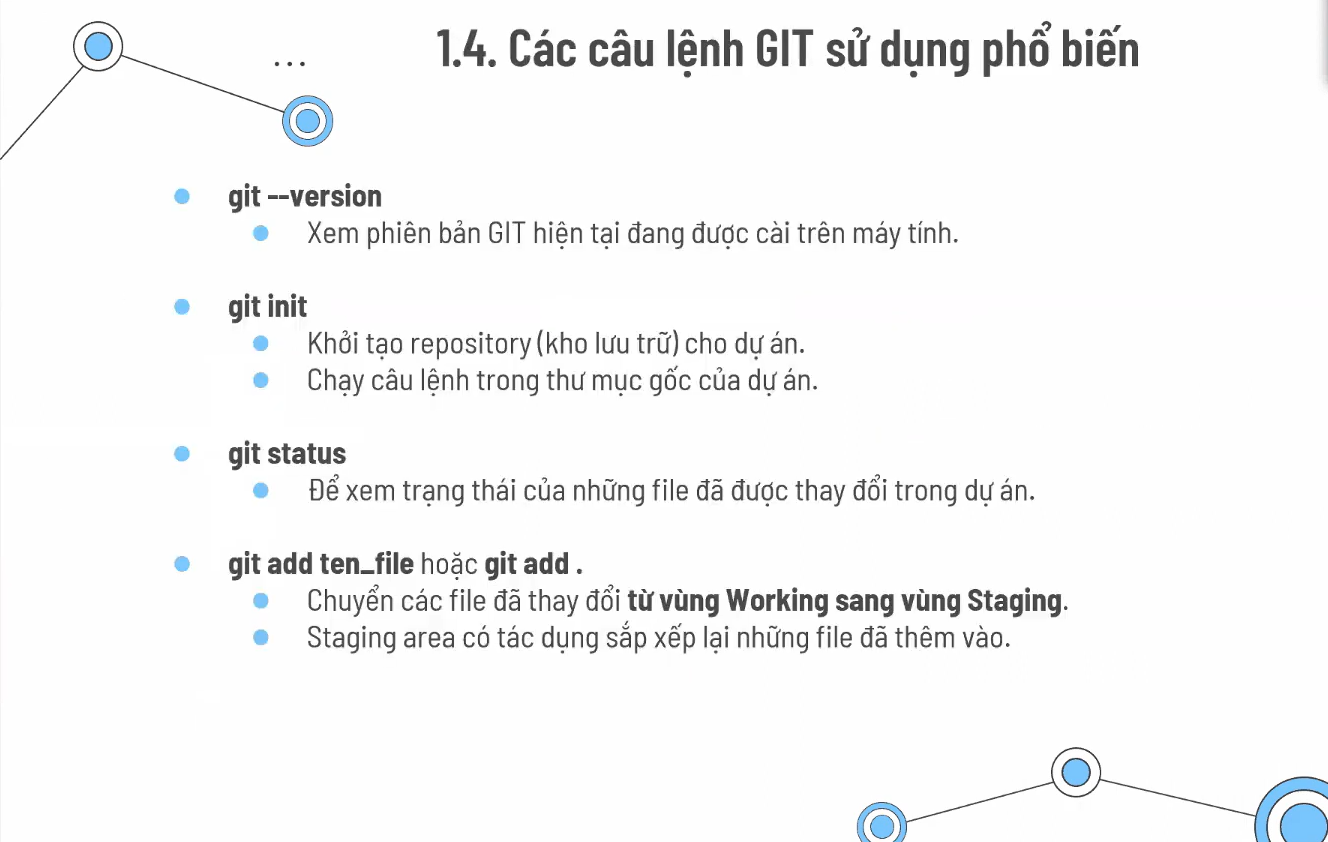 ...
1.4. Các câu lệnh GIT sử dụng phổ biến
git --version
Xem phiên bản GIT hiện tại đang được cài trên máy tính.
git init
Khởi tạo repository (kho lưu trữ) cho dự án.
Chạy câu lệnh trong thư mục gốc của dự án.
git status
Để xem trạng thái của những file đã được thay đổi trong dự án.
git add ten_file hoặc git add .
Chuyển các file đã thay đổi từ vùng Working sang vùng Staging.
Staging area có tác dụng sắp xếp lại những file đã thêm vào.